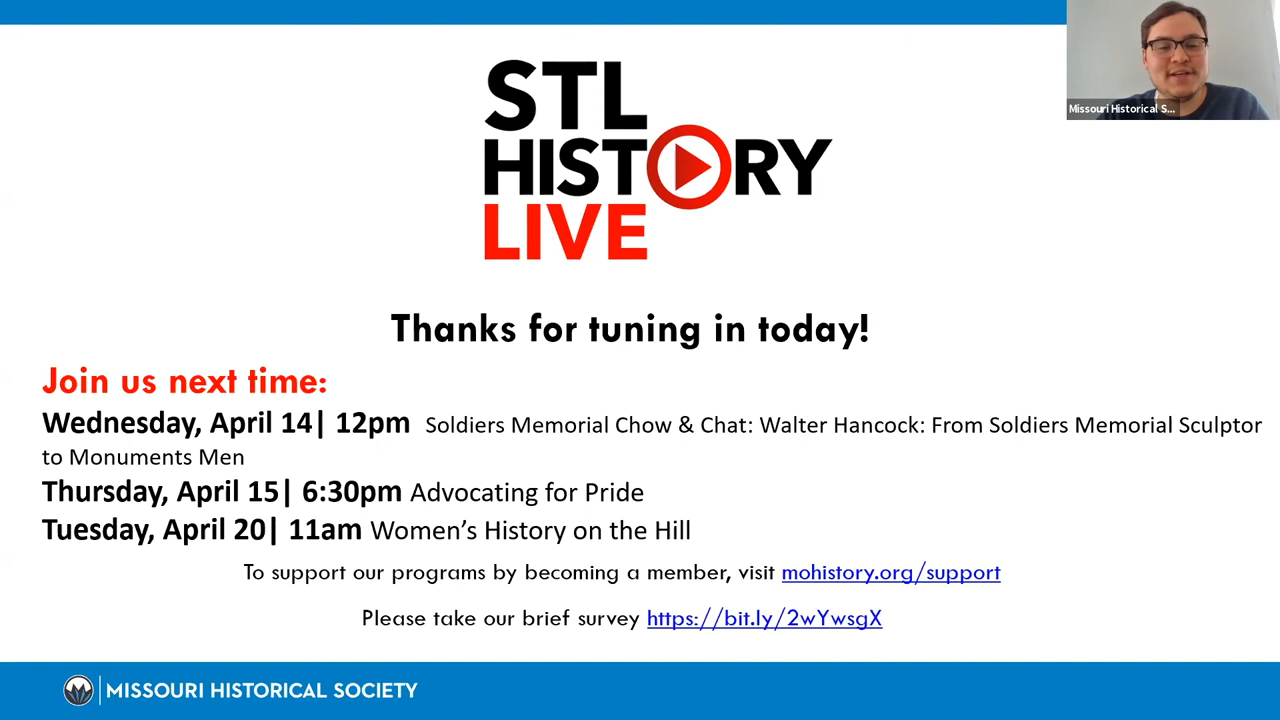 Missouri Historical S...
STL
HISTORY
LIVE
Thanks for tuning in today!
Join us next time:
Wednesday, April 14| 12pm Soldiers Memorial Chow & Chat: Walter Hancock: From Soldiers Memorial Sculptor
to Monuments Men
Thursday, April 15| 6:30pm Advocating for Pride
Tuesday, April 20| 11am Women’s History on the Hill
To support our programs by becoming a member, visit mohistory.org/support
Please take our brief survey https://bit.ly/2wYwsgX
MISSOURI HISTORICAL SOCIETY